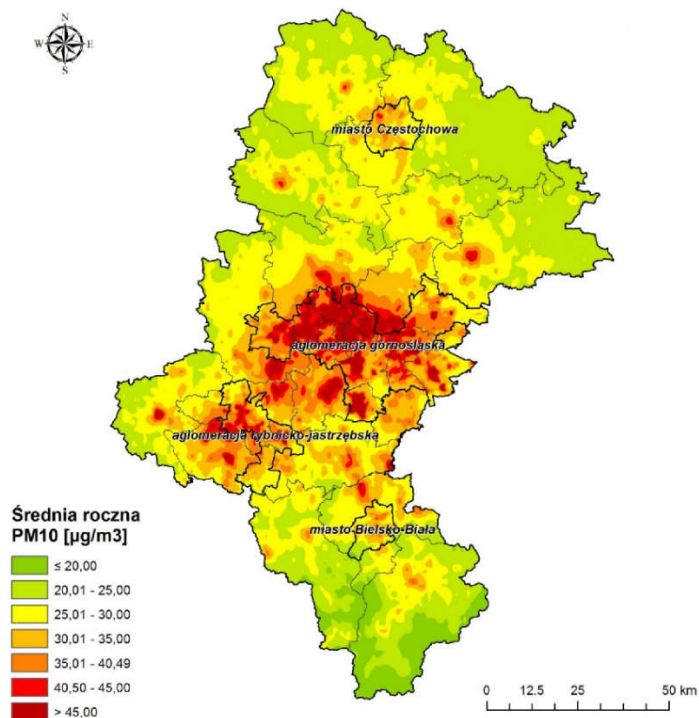 N
W E
S
miasto Częstochowa
aglomeracja górnośląska
aglomeracja rybnicko-jastrzębska
miasto Bielsko-Biała
Średnia roczna
PM10 [µg/m3]
≤ 20,00
20,01 - 25,00
25,01 - 30,00
30,01 - 35,00
35,01 - 40,49
40,50 - 45,00
> 45,00
0 12.5 25 50 km